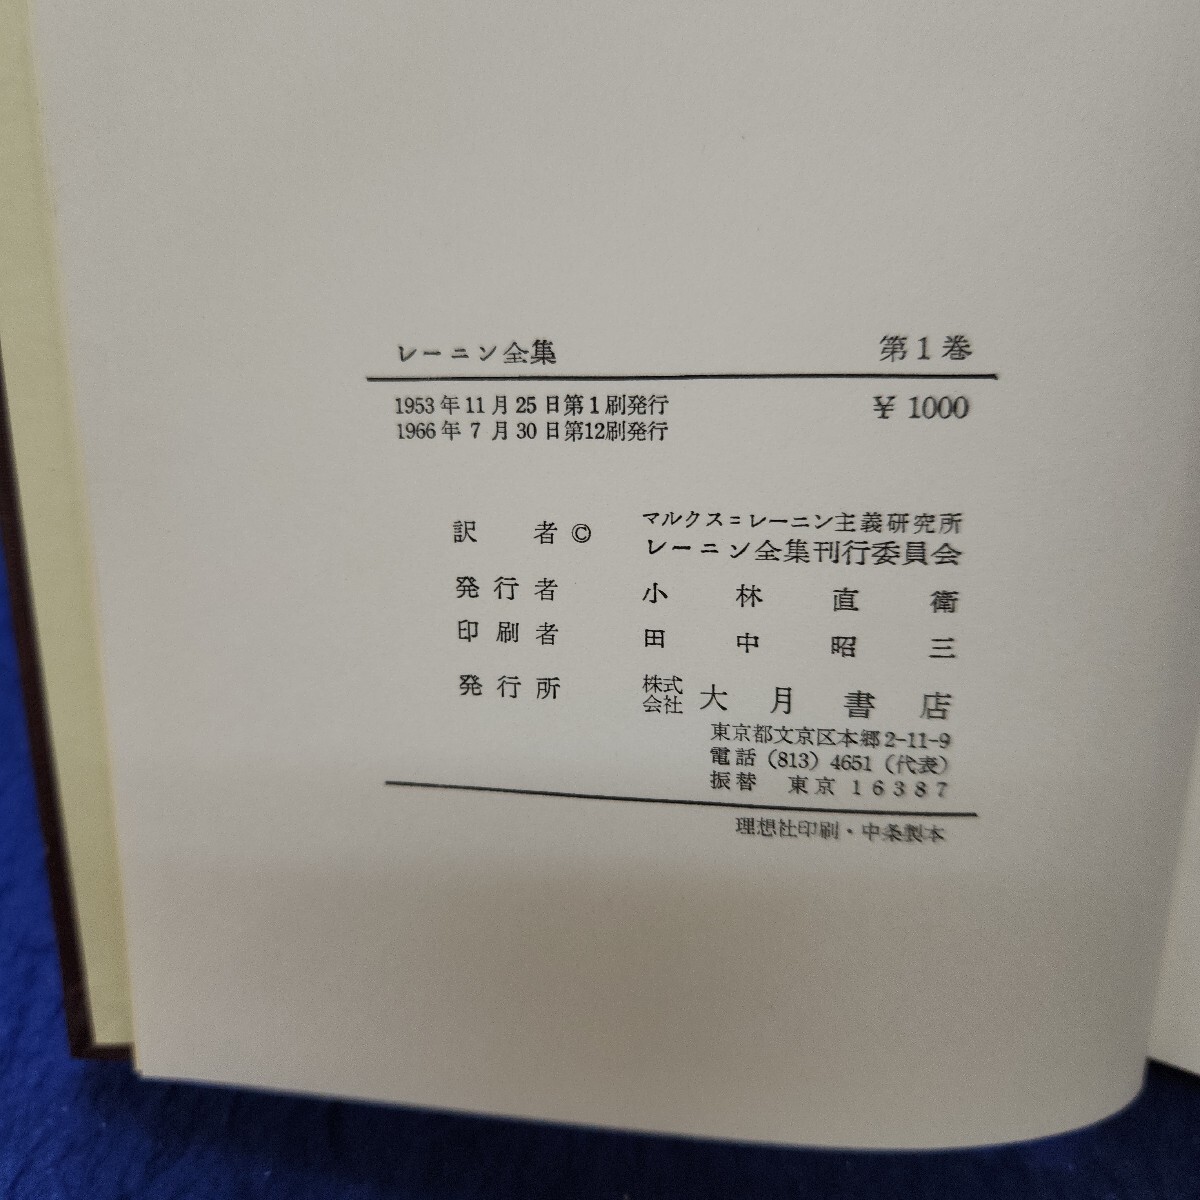 レーニン全集 第1巻
1953年11月25日第1刷発行 ¥1000
1966年7月30日第12刷発行
訳者© マルクス=レーニン主義研究所
レーニン全集刊行委員会
発行者 小林直衛
印刷者 田中昭三
発行所 株式会社 大月書店
東京都文京区本郷2-11-9
電話(813)4651(代表)
振替 東京 16387
理想社印刷・中条製本